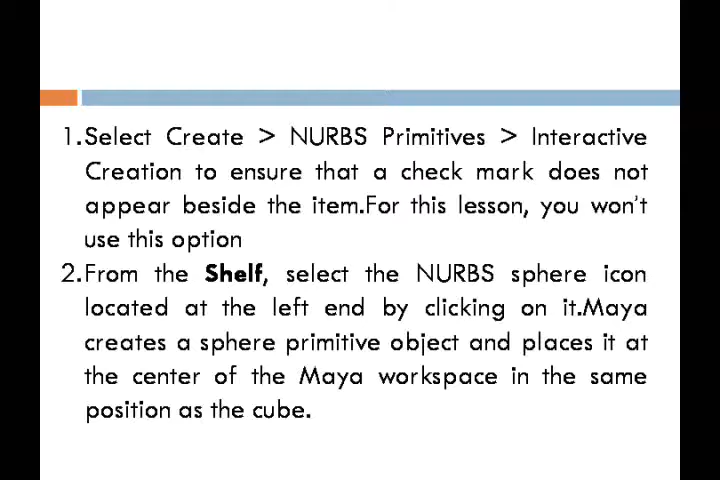 1.Select Create > NURBS Primitives > Interactive
Creation to ensure that a check mark does not
appear beside the item.For this lesson, you won't
use this option
2.From the Shelf, select the NURBS sphere icon
located at the left end by clicking on it.Maya
creates a sphere primitive object and places it at
the center of the Maya workspace in the same
position as the cube.